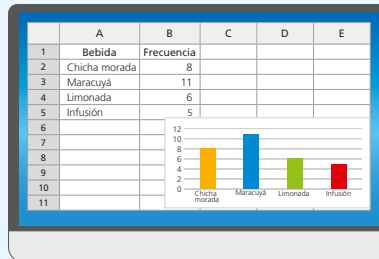 A B C D E
1 Bebida Frecuencia
2 Chicha morada 8
3 Maracuyá 11
4 Limonada 6
5 Infusión 5
6
7
8
9
10
11
12
10
8
6
4
2
0
Chicha morada Maracuyá Limonada Infusión